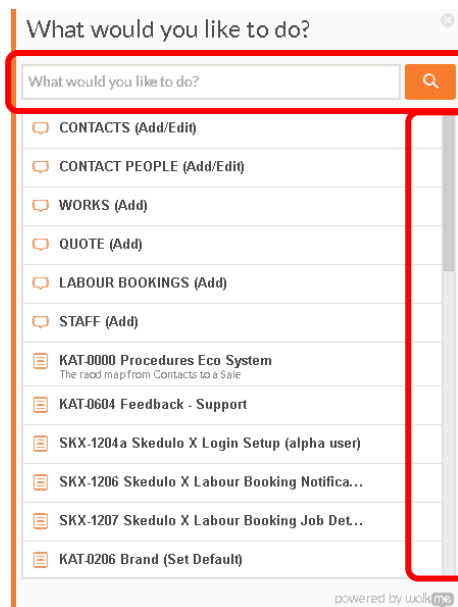 What would you like to do?
What would you like to do?
CONTACTS (Add/Edit)
CONTACT PEOPLE (Add/Edit)
WORKS (Add)
QUOTE (Add)
LABOUR BOOKINGS (Add)
STAFF (Add)
KAT-0000 Procedures Eco System
The raod map from Contacts to a Sale
KAT-0604 Feedback - Support
SKX-1204a Skedulo X Login Setup (alpha user)
SKX-1206 Skedulo X Labour Booking Notifica...
SKX-1207 Skedulo X Labour Booking Job Det...
KAT-0206 Brand (Set Default)
powered by walkme